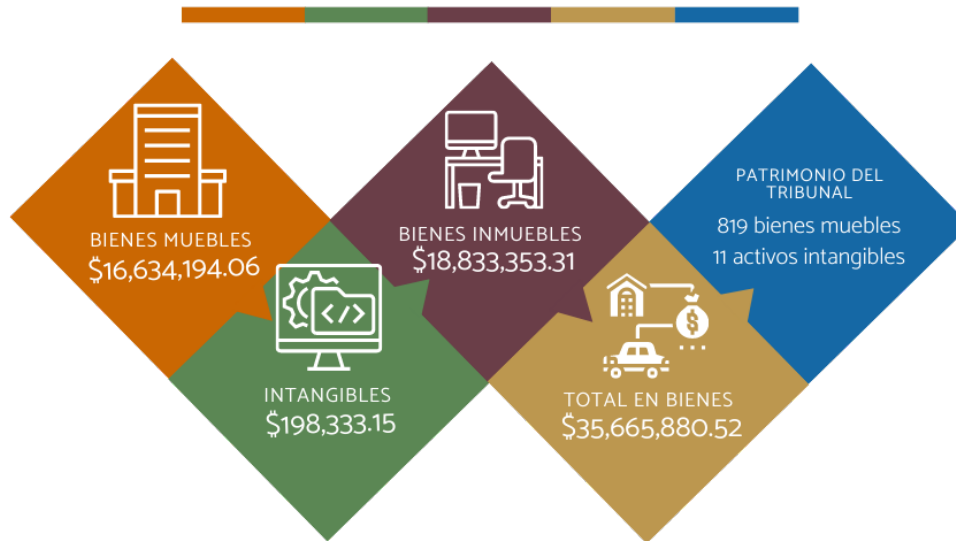 BIENES MUEBLES
$16,634,194.06
</>
INTANGIBLES
$198,333.15
BIENES INMUEBLES
$18,833,353.31
$
TOTAL EN BIENES
$35,665,880.52
PATRIMONIO DEL
TRIBUNAL
819 bienes muebles
11 activos intangibles